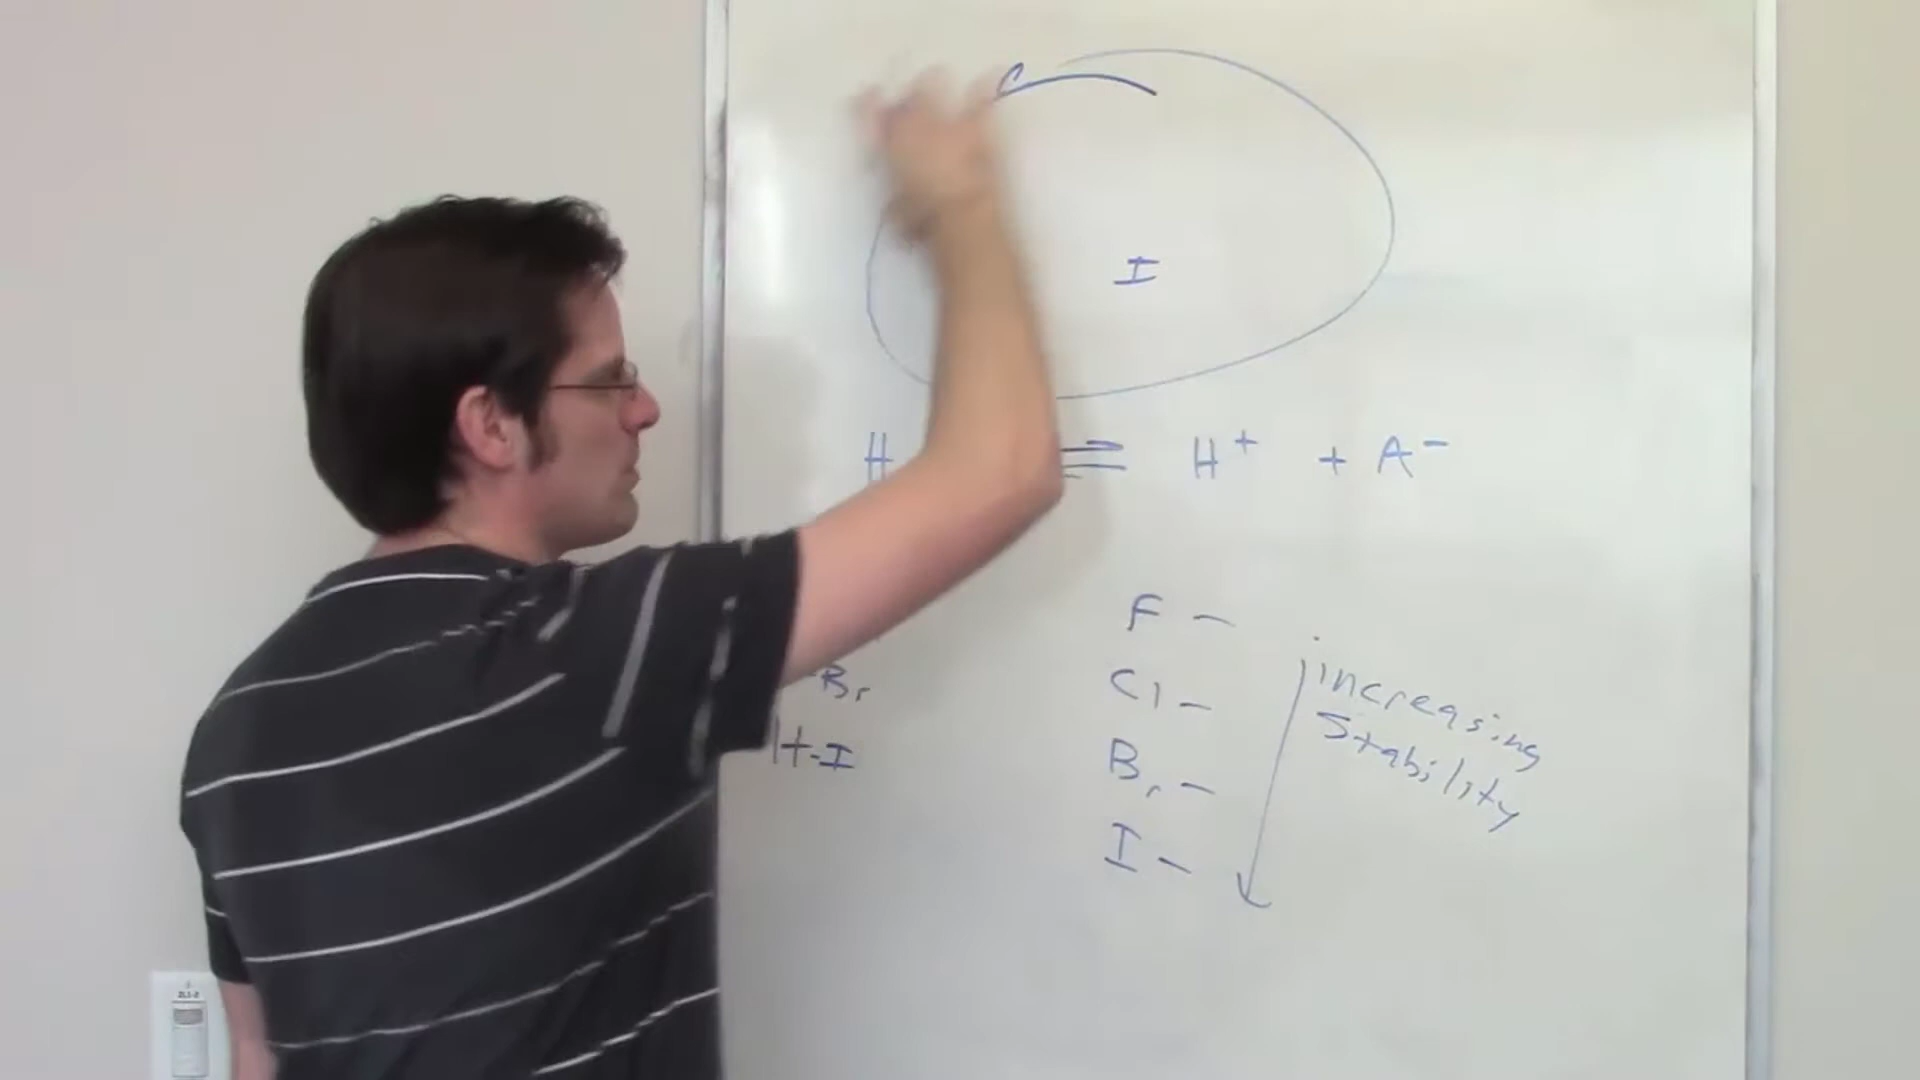 I
H ⇌ H⁺ + A⁻
F −
Cl −
Br −
I −
Br
H-I
increasing
Stability